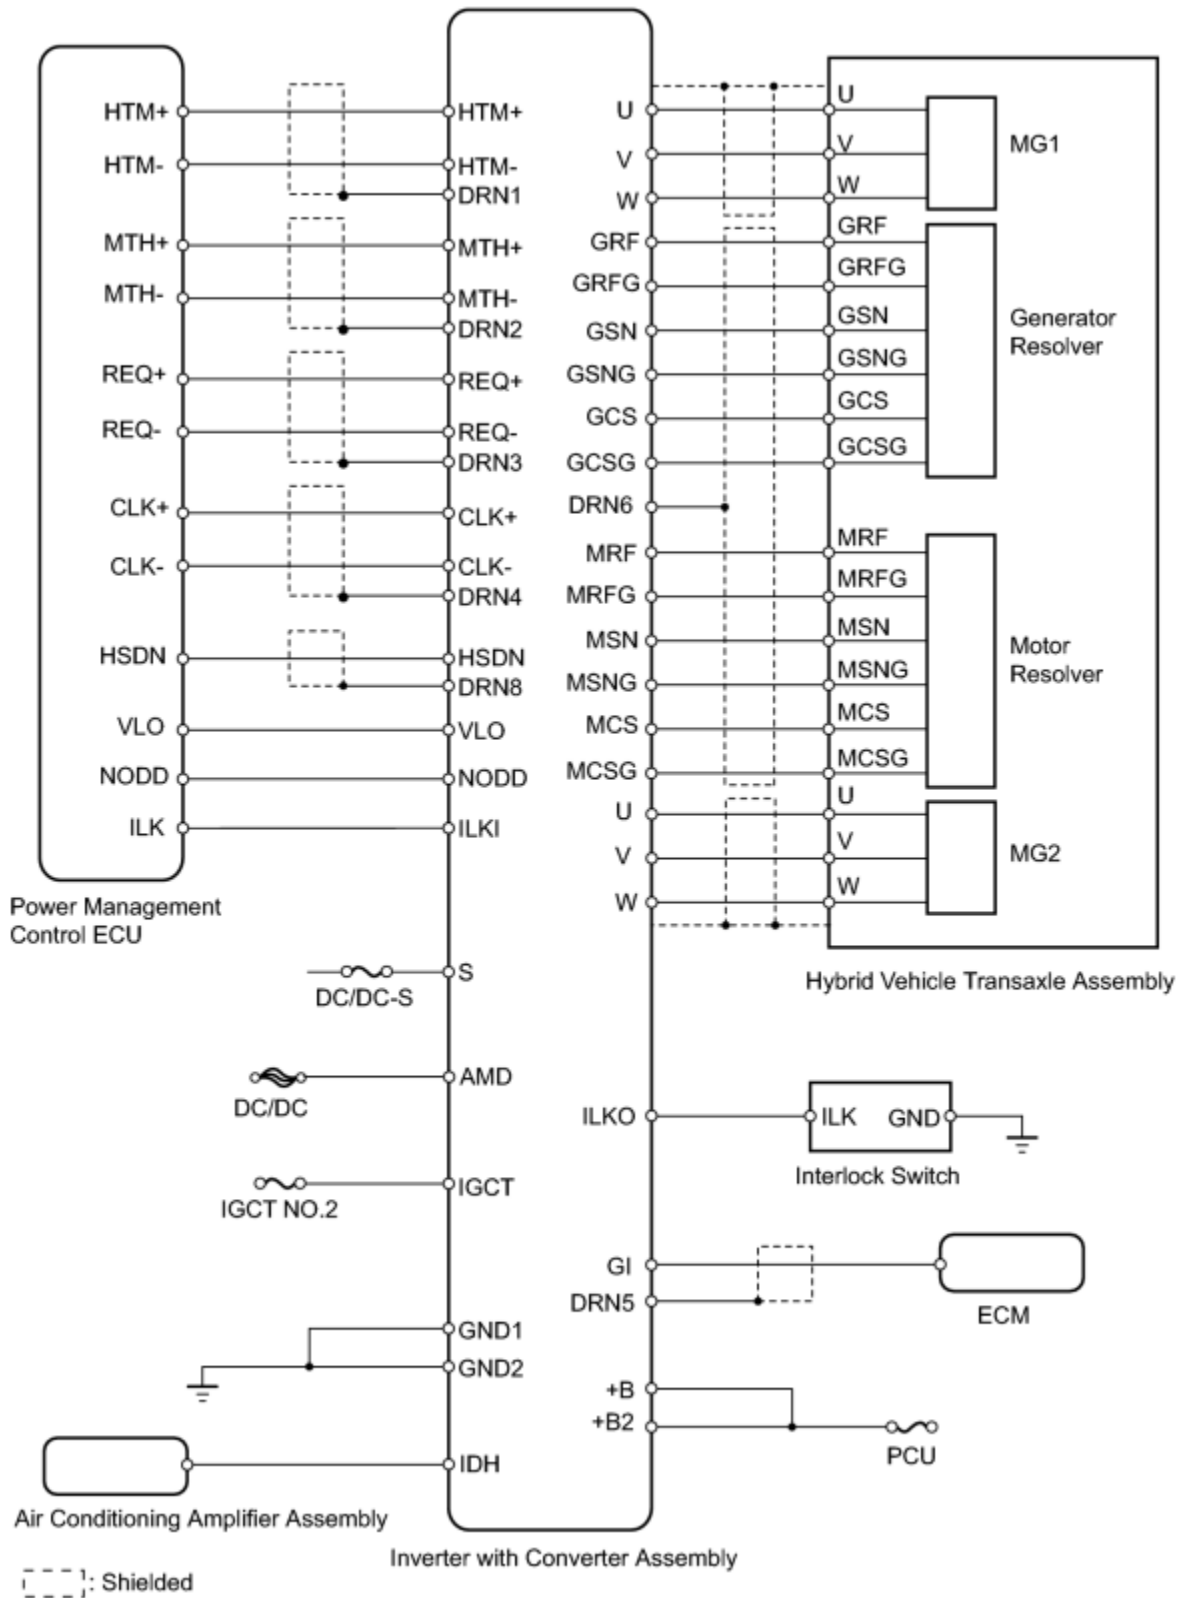 HTM+
HTM-
MTH+
MTH-
REQ+
REQ-
CLK+
CLK-
HSDN
VLO
NODD
ILK
Power Management
Control ECU
HTM+
HTM-
DRN1
MTH+
MTH-
DRN2
REQ+
REQ-
DRN3
CLK+
CLK-
DRN4
HSDN
DRN8
VLO
NODD
ILKI
S
DC/DC-S
AMD
DC/DC
IGCT
IGCT NO.2
GND1
GND2
IDH
Air Conditioning Amplifier Assembly
U
V
W
GRF
GRFG
GSN
GSNG
GCS
GCSG
DRN6
MRF
MRFG
MSN
MSNG
MCS
MCSG
U
V
W
ILKO
GI
DRN5
+B
+B2
Inverter with Converter Assembly
U
V
W
MG1
GRF
GRFG
GSN
GSNG
GCS
GCSG
Generator
Resolver
MRF
MRFG
MSN
MSNG
MCS
MCSG
Motor
Resolver
U
V
W
MG2
Hybrid Vehicle Transaxle Assembly
ILK GND
Interlock Switch
ECM
PCU
: Shielded